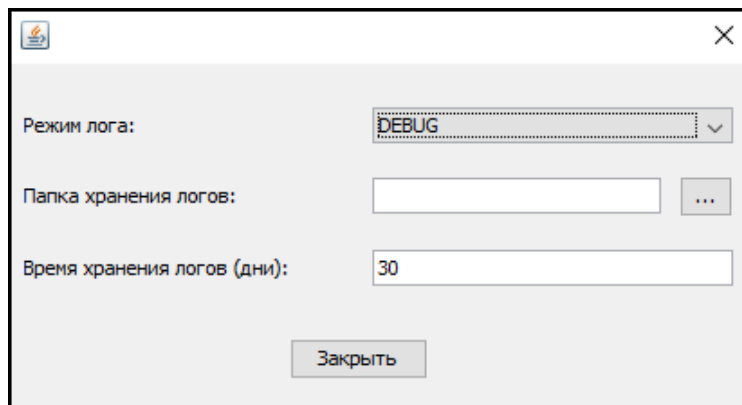 Режим лога:
DEBUG
Папка хранения логов:
...
Время хранения логов (дни):
30
Закрыть